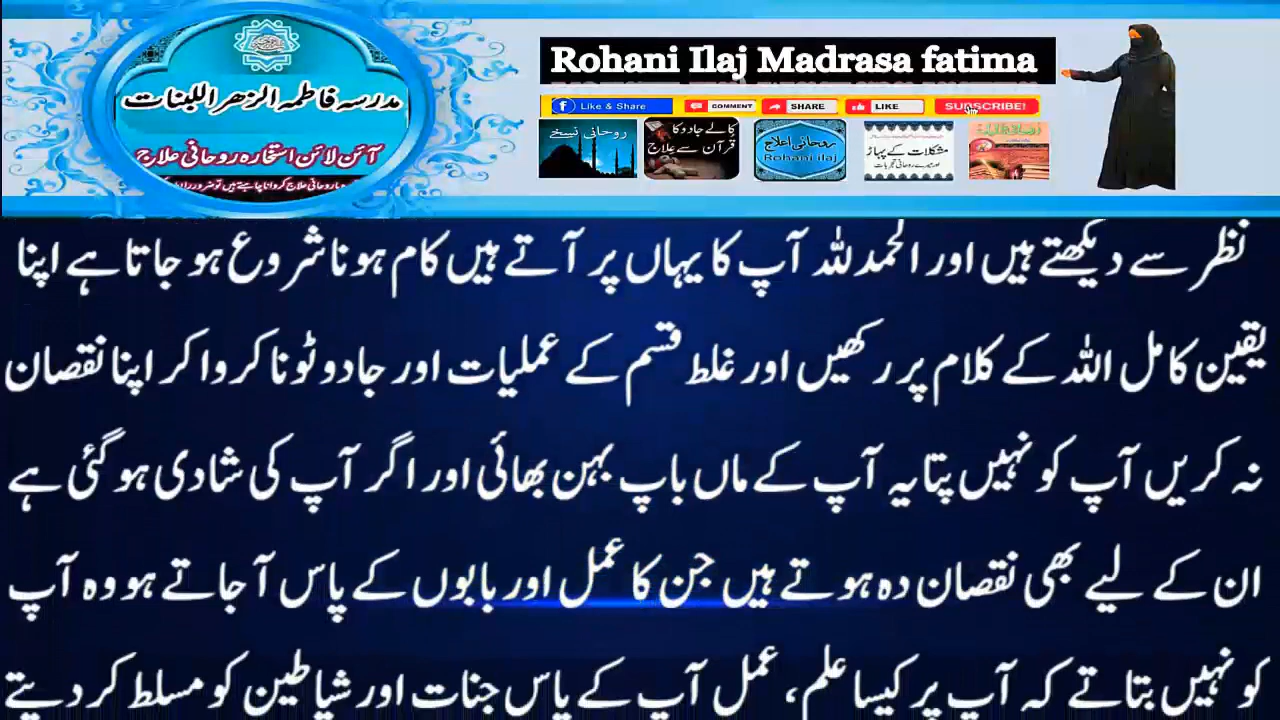 Rohani Ilaj Madrasa fatima
مدرسہ فاطمہ الزھرا للبنات
آئن لائن استخارہ روحانی علاج
Like & Share
COMMENT
SHARE
LIKE
SUBSCRIBE!
روحانی نسخے
کالے جادو کا
قرآن سے علاج
روحانی علاج
Rohani ilaj
مشکلات کے پہاڑ
نظر سے دیکھتے ہیں اور الحمدللہ آپ کا یہاں پر آتے ہیں کام ہونا شروع ہو جاتا ہے اپنا
یقین کامل اللہ کے کلام پر رکھیں اور غلط قسم کے عملیات اور جادو ٹونا کروا کر اپنا نقصان
نہ کریں آپ کو نہیں پتا یہ آپ کے ماں باپ بہن بھائی اور اگر آپ کی شادی ہو گئی ہے
ان کے لیے بھی نقصان دہ ہوتے ہیں جن کا عمل اور بابوں کے پاس آ جاتے ہو وہ آپ
کو نہیں بتاتے کہ آپ پر کیسا علم، عمل آپ کے پاس جنات اور شیاطین کو مسلط کر دیتے